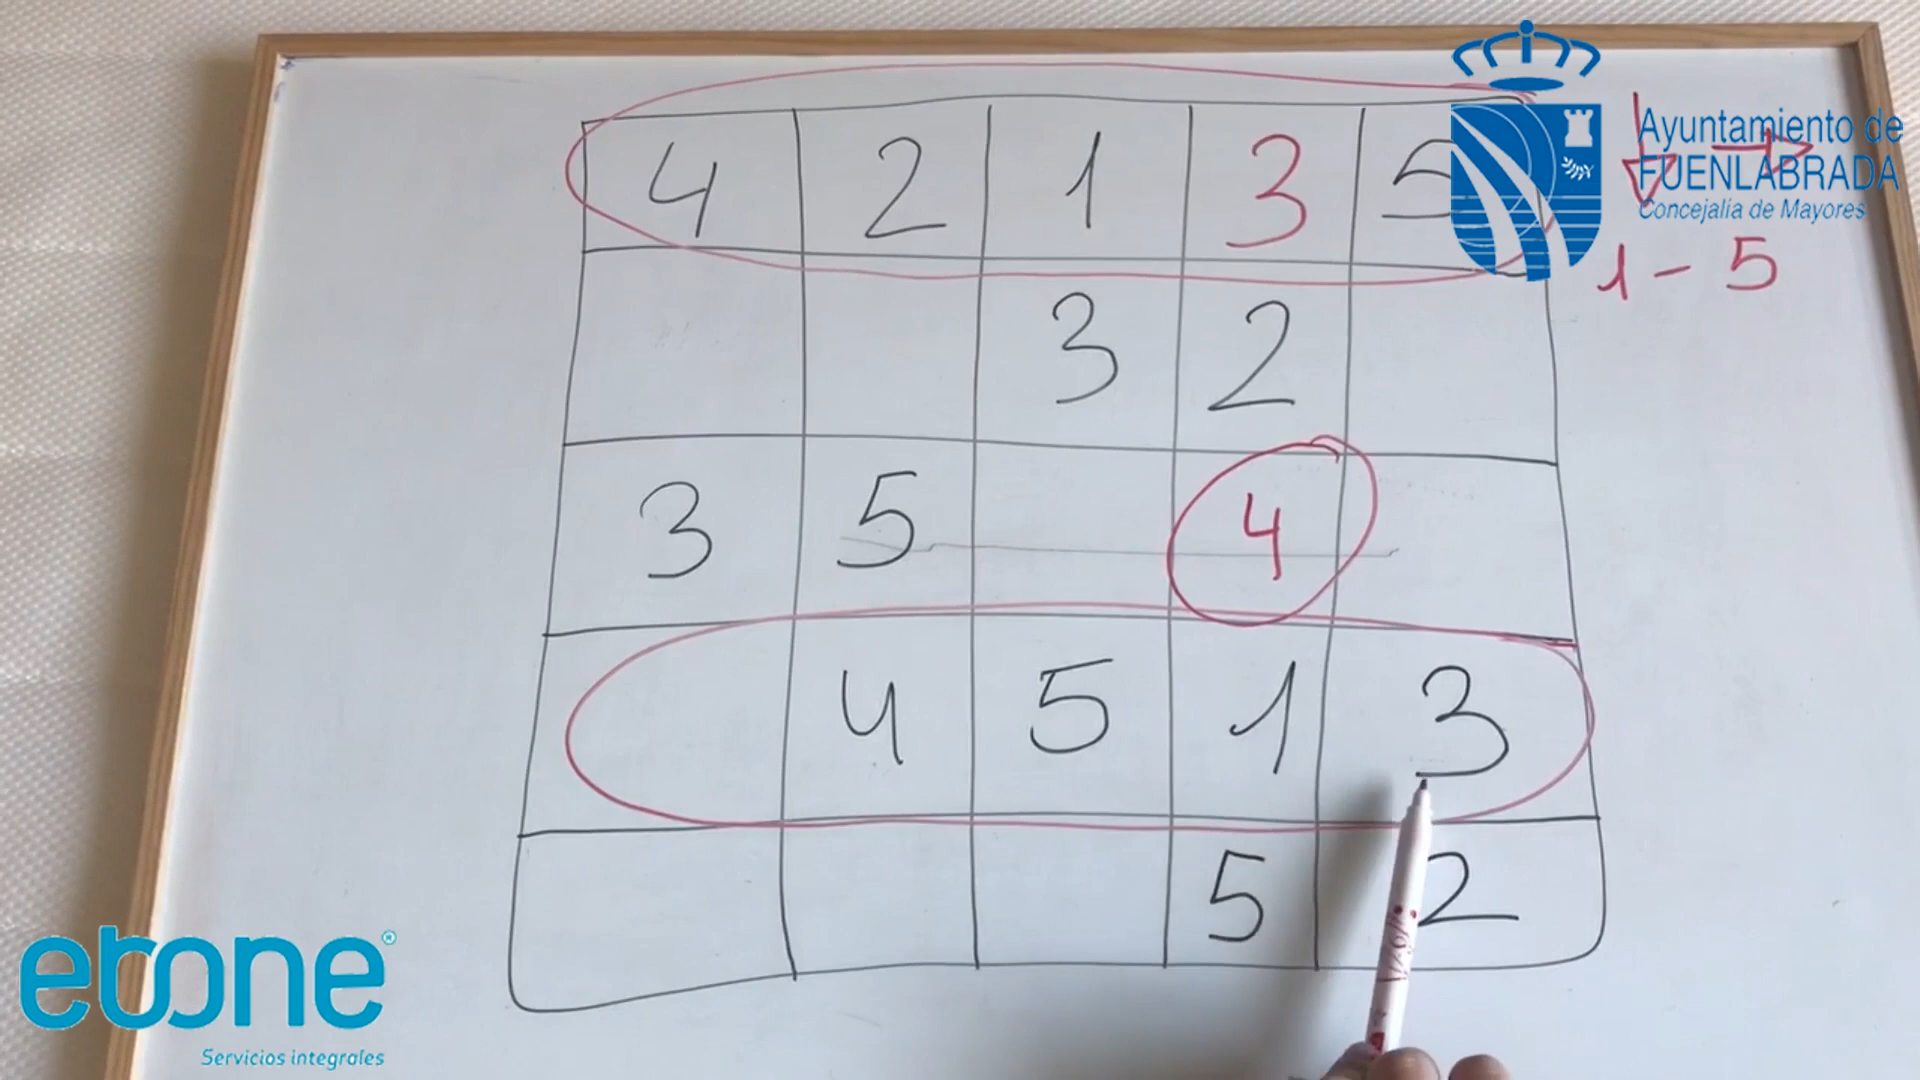 Ayuntamiento de
FUENLABRADA
Concejalía de Mayores
1 - 5
4 2 1 3 5
3 2
3 5 4
4 5 1 3
5 2
etone®
Servicios integrales